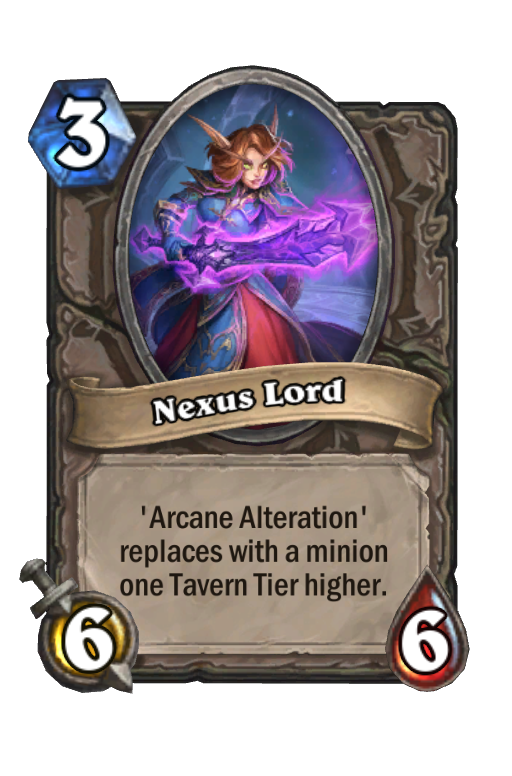 3
Nexus Lord
'Arcane Alteration'
replaces with a minion
one Tavern Tier higher.
6
6